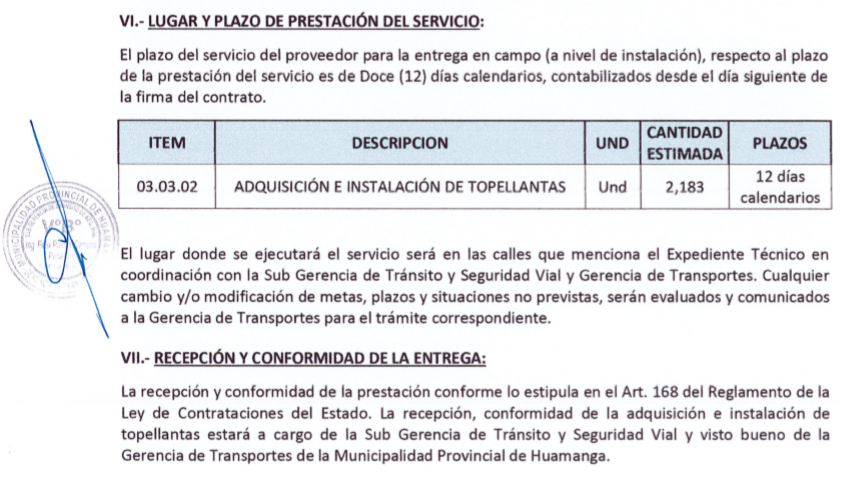 VI.- LUGAR Y PLAZO DE PRESTACIÓN DEL SERVICIO:
El plazo del servicio del proveedor para la entrega en campo (a nivel de instalación), respecto al plazo
de la prestación del servicio es de Doce (12) días calendarios, contabilizados desde el día siguiente de
la firma del contrato.
ITEM DESCRIPCION UND CANTIDAD ESTIMADA PLAZOS
03.03.02 ADQUISICIÓN E INSTALACIÓN DE TOPELLANTAS Und 2,183 12 días calendarios
MUNICIPALIDAD PROVINCIAL DE HUAMANGA
VºBº
El lugar donde se ejecutará el servicio será en las calles que menciona el Expediente Técnico en
coordinación con la Sub Gerencia de Tránsito y Seguridad Vial y Gerencia de Transportes. Cualquier
cambio y/o modificación de metas, plazos y situaciones no previstas, serán evaluados y comunicados
a la Gerencia de Transportes para el trámite correspondiente.
VII.- RECEPCIÓN Y CONFORMIDAD DE LA ENTREGA:
La recepción y conformidad de la prestación conforme lo estipula en el Art. 168 del Reglamento de la
Ley de Contrataciones del Estado. La recepción, conformidad de la adquisición e instalación de
topellantas estará a cargo de la Sub Gerencia de Tránsito y Seguridad Vial y visto bueno de la
Gerencia de Transportes de la Municipalidad Provincial de Huamanga.